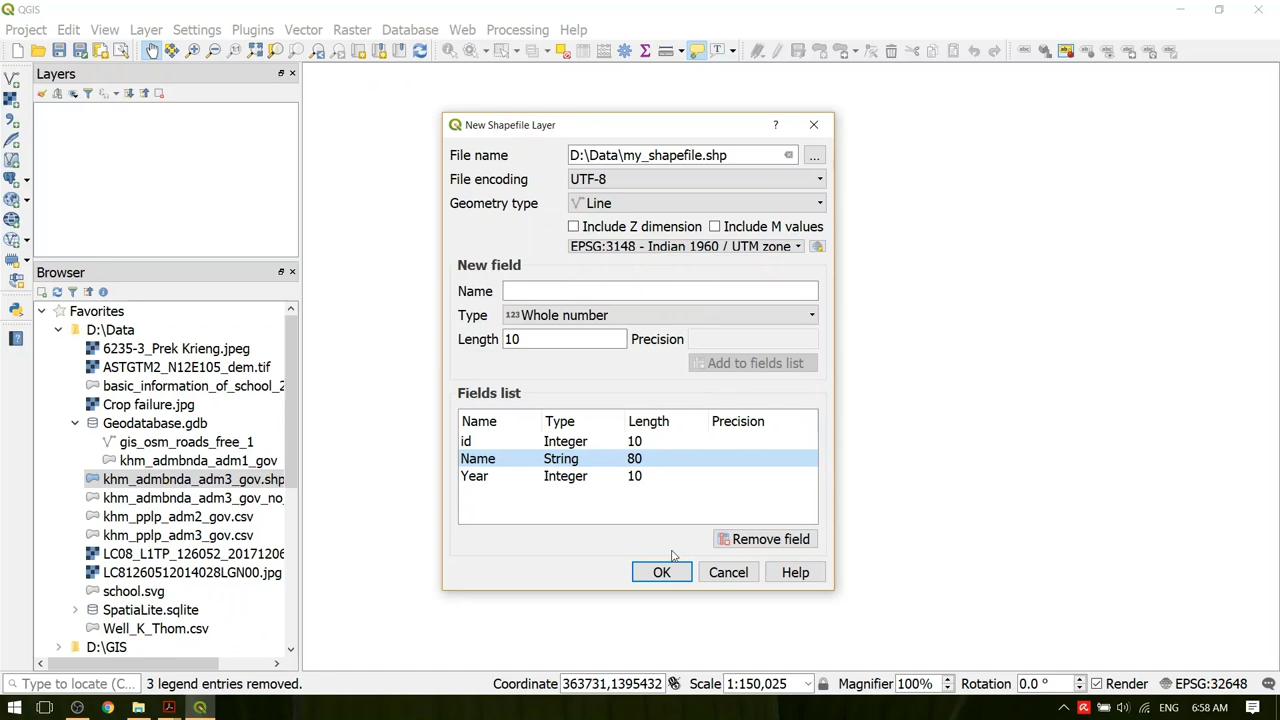 QGIS
Project Edit View Layer Settings Plugins Vector Raster Database Web Processing Help
Layers
Browser
Favorites
D:\Data
6235-3_Prek Krieng.jpeg
ASTGTM2_N12E105_dem.tif
basic_information_of_school_2
Crop failure.jpg
Geodatabase.gdb
gis_osm_roads_free_1
khm_admbnda_adm1_gov
khm_admbnda_adm3_gov.shp
khm_admbnda_adm3_gov_no_
khm_pplp_adm2_gov.csv
khm_pplp_adm3_gov.csv
LC08_L1TP_126052_20171206
LC81260512014028LGN00.jpg
school.svg
SpatiaLite.sqlite
Well_K_Thom.csv
D:\GIS
New Shapefile Layer
File name D:\Data\my_shapefile.shp ...
File encoding UTF-8
Geometry type Line
Include Z dimension Include M values
EPSG:3148 - Indian 1960 / UTM zone
New field
Name
Type 123 Whole number
Length 10 Precision
Add to fields list
Fields list
Name Type Length Precision
id Integer 10
Name String 80
Year Integer 10
Remove field
OK Cancel Help
Type to locate (C... 3 legend entries removed. Coordinate 363731,1395432 Scale 1:150,025 Magnifier 100% Rotation 0.0 ° Render EPSG:32648
ENG 6:58 AM